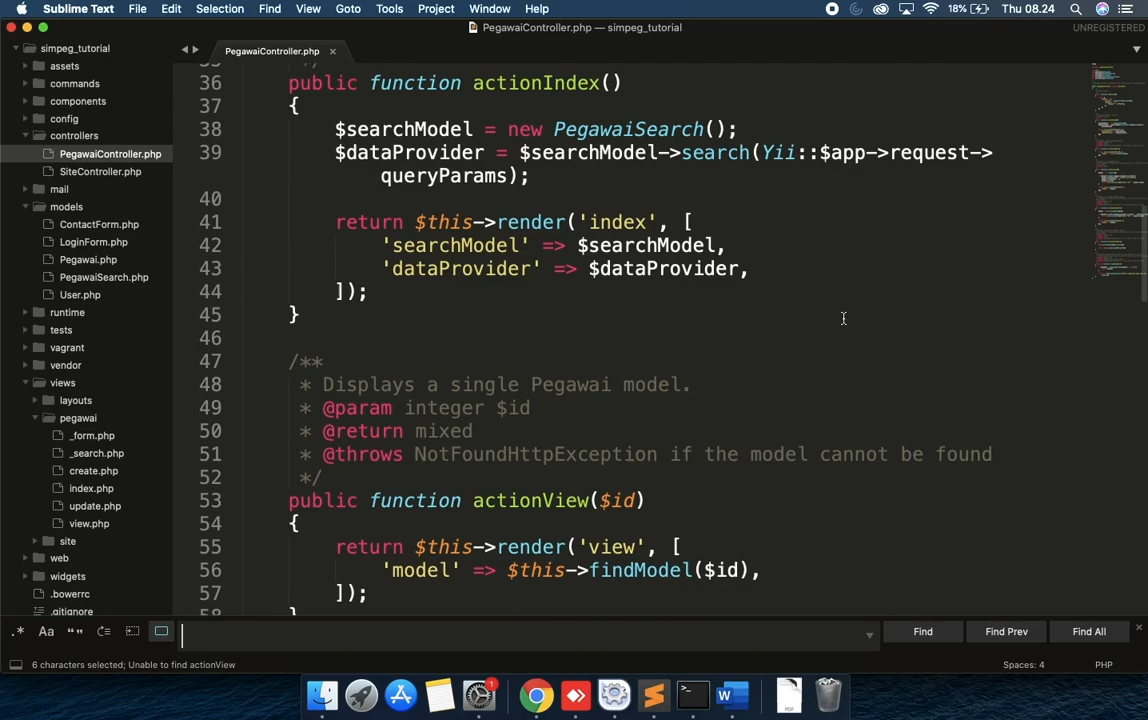 Sublime Text File Edit Selection Find View Goto Tools Project Window Help 18% Thu 08.24
PegawaiController.php — simpeg_tutorial
UNREGISTERED
simpeg_tutorial
assets
commands
components
config
controllers
PegawaiController.php
SiteController.php
mail
models
ContactForm.php
LoginForm.php
Pegawai.php
PegawaiSearch.php
User.php
runtime
tests
vagrant
vendor
views
layouts
pegawai
_form.php
_search.php
create.php
index.php
update.php
view.php
site
web
widgets
.bowerrc
.gitignore
PegawaiController.php ×
35 */
36 public function actionIndex()
37 {
38 $searchModel = new PegawaiSearch();
39 $dataProvider = $searchModel->search(Yii::$app->request->
queryParams);
40
41 return $this->render('index', [
42 'searchModel' => $searchModel,
43 'dataProvider' => $dataProvider,
44 ]);
45 }
46
47 /**
48 * Displays a single Pegawai model.
49 * @param integer $id
50 * @return mixed
51 * @throws NotFoundHttpException if the model cannot be found
52 */
53 public function actionView($id)
54 {
55 return $this->render('view', [
56 'model' => $this->findModel($id),
57 ]);
58 }
.* Aa “” Find Find Prev Find All
6 characters selected; Unable to find actionView
Spaces: 4 PHP
1
PDF